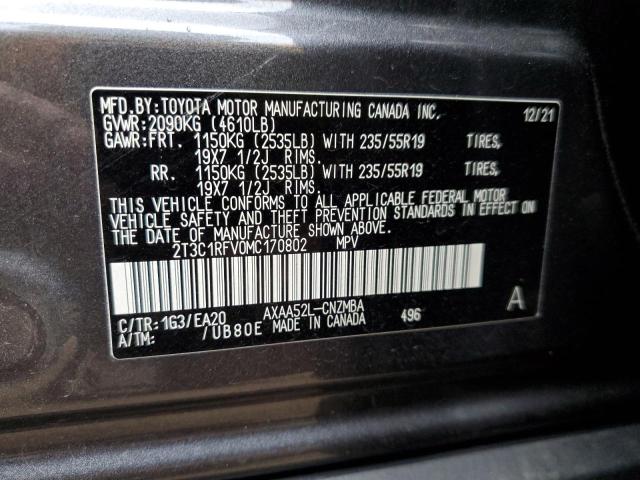 MFD.BY:TOYOTA MOTOR MANUFACTURING CANADA INC. 12/21
GVWR:2090KG (4610LB)
GAWR:FRT. 1150KG (2535LB) WITH 235/55R19 TIRES,
19X7 1/2J RIMS.
RR. 1150KG (2535LB) WITH 235/55R19 TIRES,
19X7 1/2J RIMS.
THIS VEHICLE CONFORMS TO ALL APPLICABLE FEDERAL MOTOR
VEHICLE SAFETY AND THEFT PREVENTION STANDARDS IN EFFECT ON
THE DATE OF MANUFACTURE SHOWN ABOVE.
2T3C1RFV0MC170802 MPV
C/TR:1G3/EA20 AXAA52L-CNZMBA 496 A
A/TM: /UB80E MADE IN CANADA